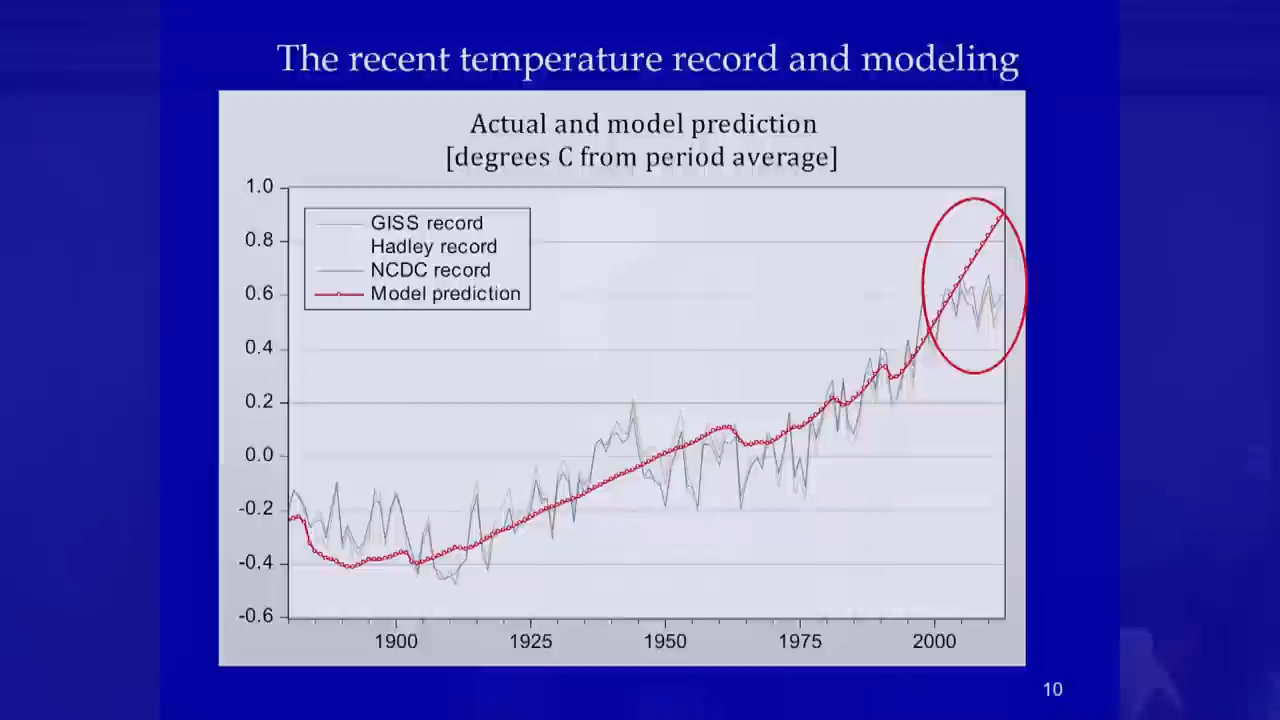 The recent temperature record and modeling
Actual and model prediction
[degrees C from period average]
1.0
0.8
0.6
0.4
0.2
0.0
-0.2
-0.4
-0.6
GISS record
Hadley record
NCDC record
Model prediction
1900 1925 1950 1975 2000
10